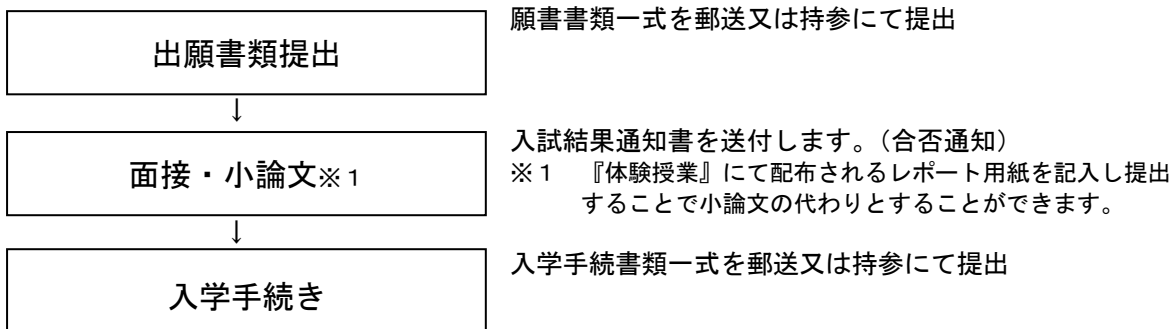 願書書類一式を郵送又は持参にて提出
出願書類提出
↓
入試結果通知書を送付します。（合否通知）
面接・小論文※１
※１　『体験授業』にて配布されるレポート用紙を記入し提出
することで小論文の代わりとすることができます。
↓
入学手続書類一式を郵送又は持参にて提出
入学手続き